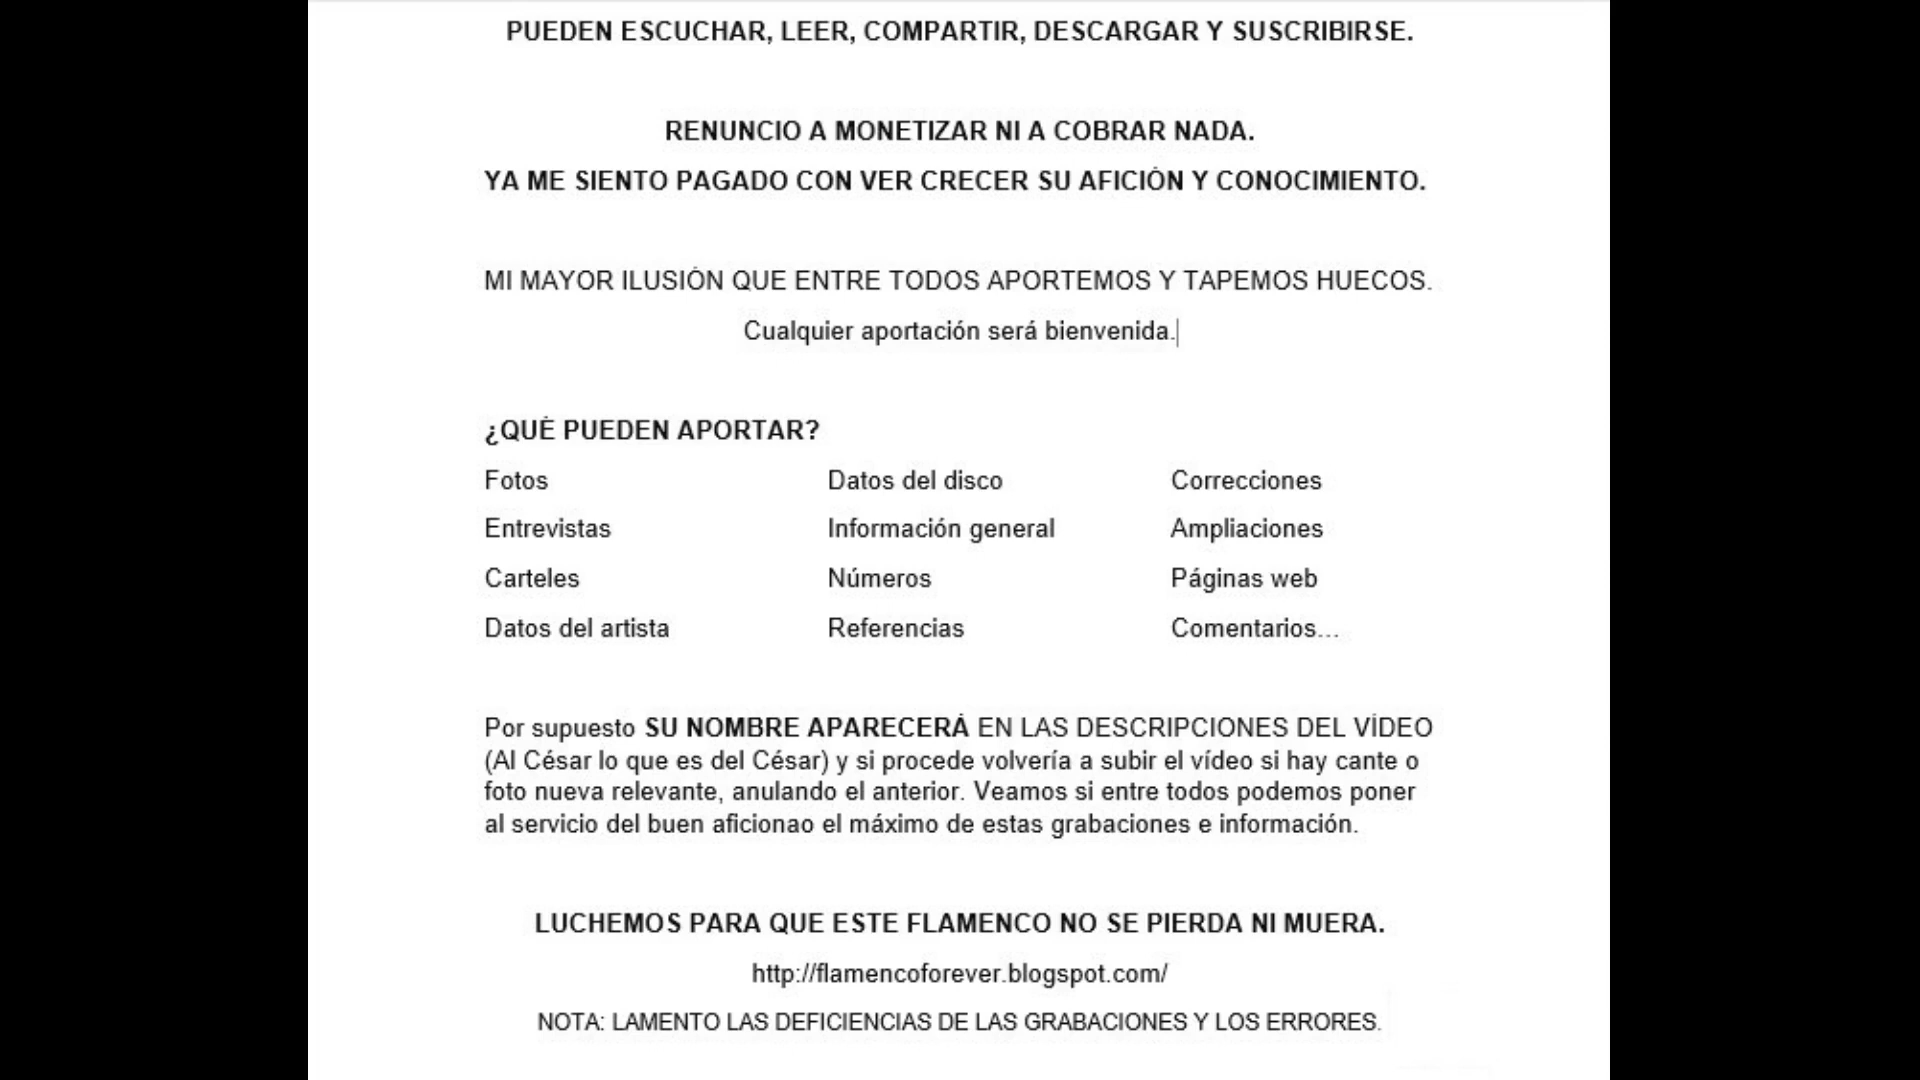 PUEDEN ESCUCHAR, LEER, COMPARTIR, DESCARGAR Y SUSCRIBIRSE.
RENUNCIO A MONETIZAR NI A COBRAR NADA.
YA ME SIENTO PAGADO CON VER CRECER SU AFICIÓN Y CONOCIMIENTO.
MI MAYOR ILUSIÓN QUE ENTRE TODOS APORTEMOS Y TAPEMOS HUECOS.
Cualquier aportación será bienvenida.
¿QUÉ PUEDEN APORTAR?
Fotos Datos del disco Correcciones
Entrevistas Información general Ampliaciones
Carteles Números Páginas web
Datos del artista Referencias Comentarios...
Por supuesto SU NOMBRE APARECERÁ EN LAS DESCRIPCIONES DEL VÍDEO
(Al César lo que es del César) y si procede volvería a subir el vídeo si hay cante o
foto nueva relevante, anulando el anterior. Veamos si entre todos podemos poner
al servicio del buen aficionao el máximo de estas grabaciones e información.
LUCHEMOS PARA QUE ESTE FLAMENCO NO SE PIERDA NI MUERA.
http://flamencoforever.blogspot.com/
NOTA: LAMENTO LAS DEFICIENCIAS DE LAS GRABACIONES Y LOS ERRORES.